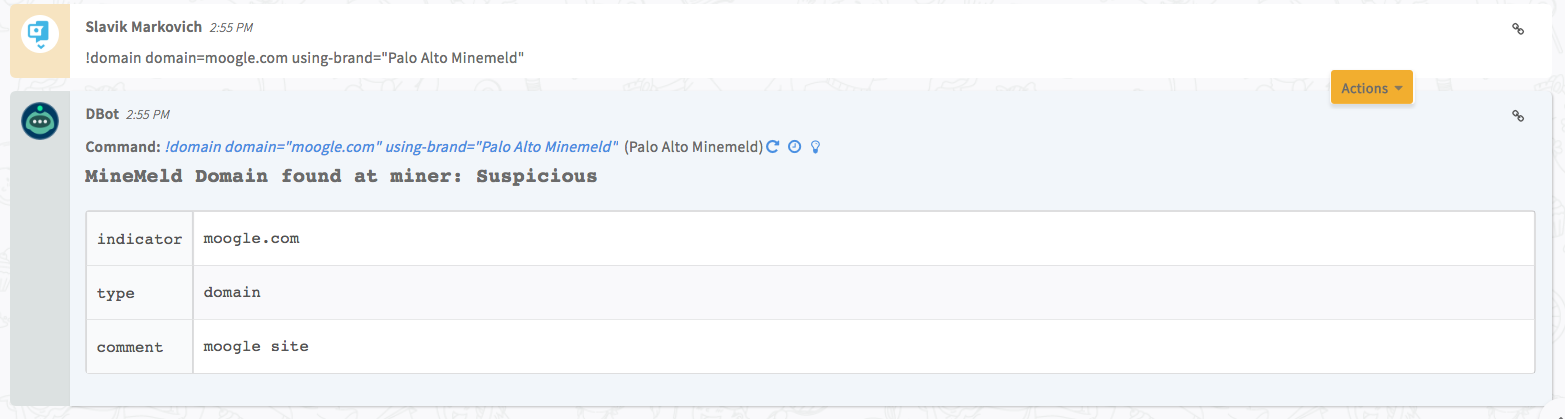 Slavik Markovich 2:55 PM
!domain domain=moogle.com using-brand="Palo Alto Minemeld"
Actions
DBot 2:55 PM
Command: !domain domain="moogle.com" using-brand="Palo Alto Minemeld" (Palo Alto Minemeld)
MineMeld Domain found at miner: Suspicious
indicator moogle.com
type domain
comment moogle site